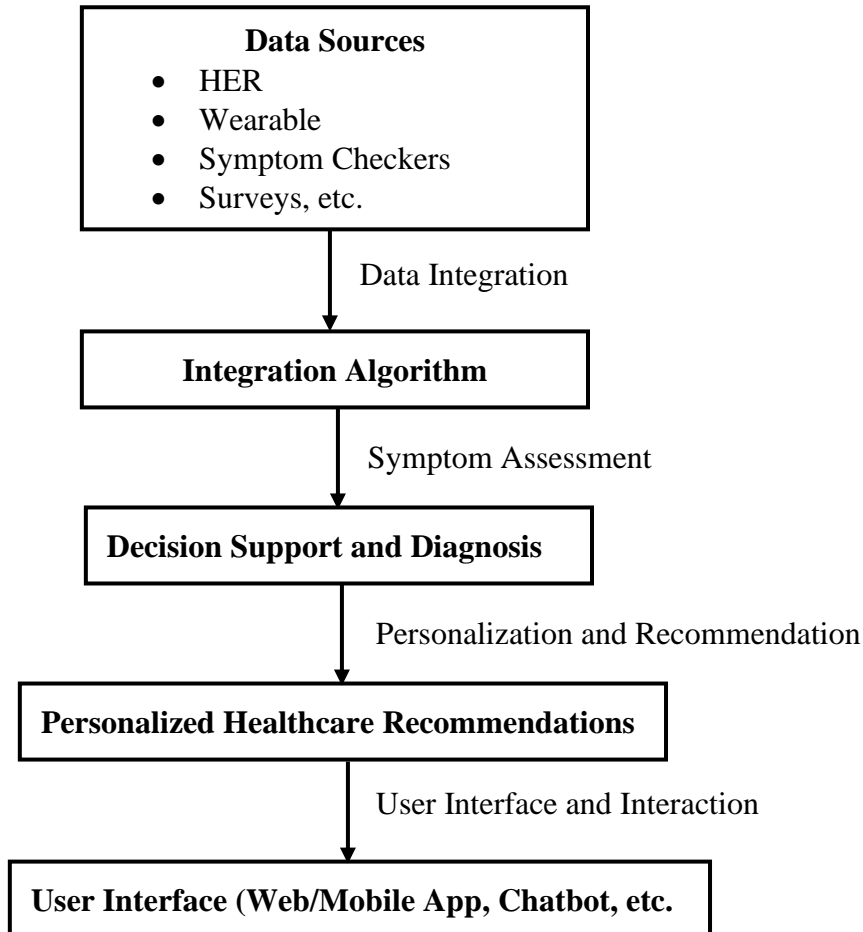 Data Sources
• HER
• Wearable
• Symptom Checkers
• Surveys, etc.
Data Integration
Integration Algorithm
Symptom Assessment
Decision Support and Diagnosis
Personalization and Recommendation
Personalized Healthcare Recommendations
User Interface and Interaction
User Interface (Web/Mobile App, Chatbot, etc.